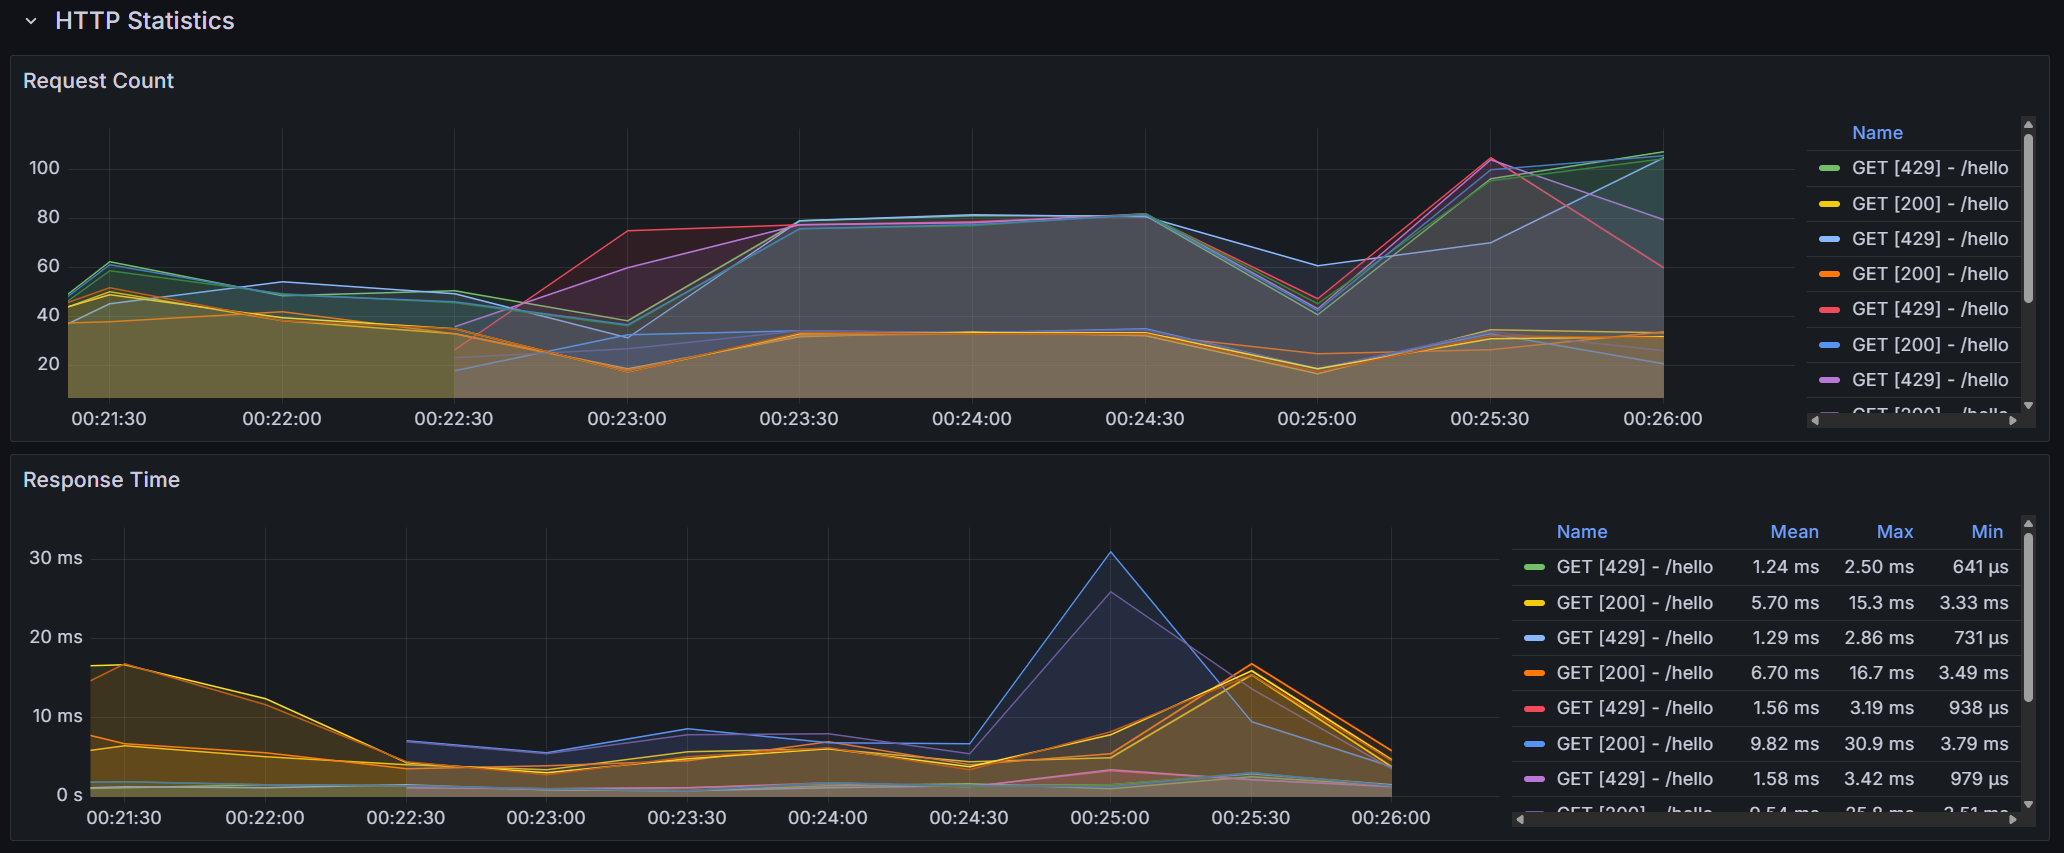 HTTP Statistics
Request Count
100
80
60
40
20
00:21:30 00:22:00 00:22:30 00:23:00 00:23:30 00:24:00 00:24:30 00:25:00 00:25:30 00:26:00
Name
GET [429] - /hello
GET [200] - /hello
GET [429] - /hello
GET [200] - /hello
GET [429] - /hello
GET [200] - /hello
GET [429] - /hello
GET [200] - /hello
Response Time
30 ms
20 ms
10 ms
0 s
00:21:30 00:22:00 00:22:30 00:23:00 00:23:30 00:24:00 00:24:30 00:25:00 00:25:30 00:26:00
Name Mean Max Min
GET [429] - /hello 1.24 ms 2.50 ms 641 µs
GET [200] - /hello 5.70 ms 15.3 ms 3.33 ms
GET [429] - /hello 1.29 ms 2.86 ms 731 µs
GET [200] - /hello 6.70 ms 16.7 ms 3.49 ms
GET [429] - /hello 1.56 ms 3.19 ms 938 µs
GET [200] - /hello 9.82 ms 30.9 ms 3.79 ms
GET [429] - /hello 1.58 ms 3.42 ms 979 µs
GET [200] - /hello